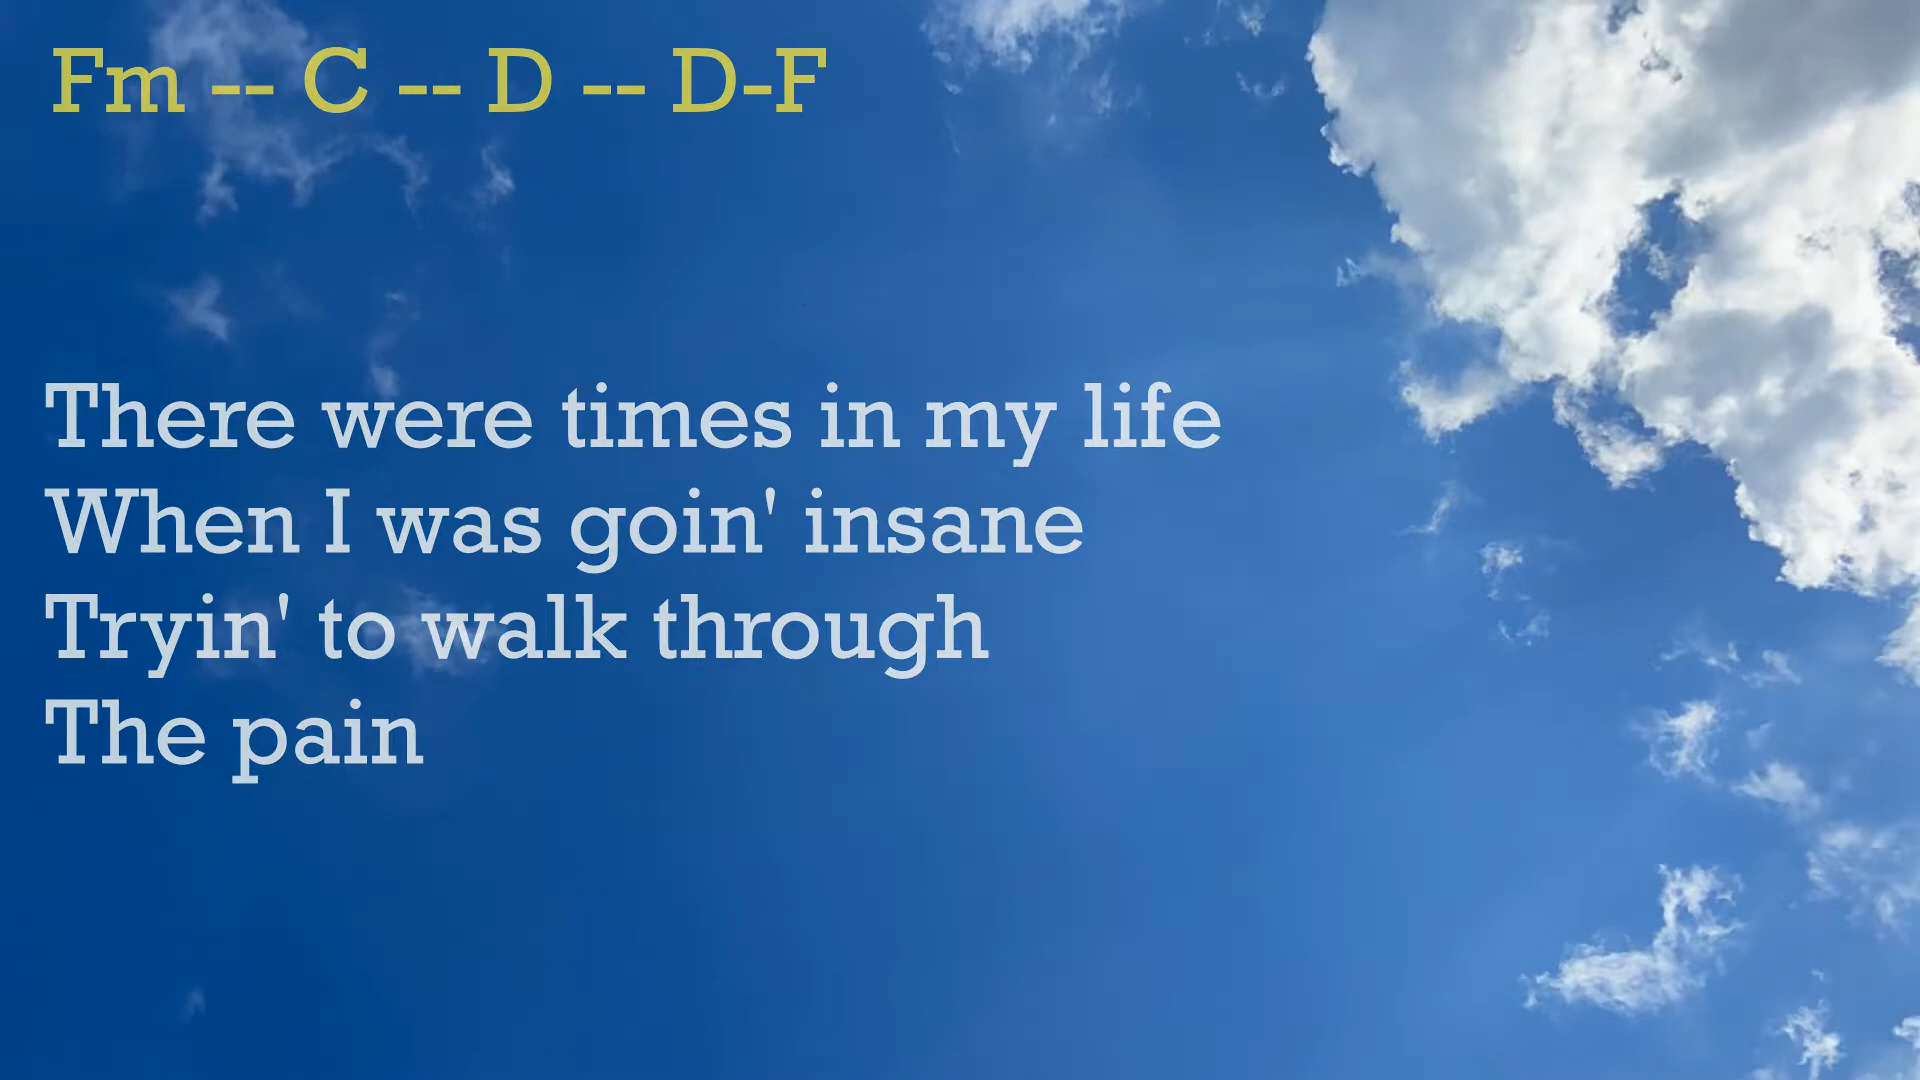 Fm -- C -- D -- D-F
There were times in my life
When I was goin' insane
Tryin' to walk through
The pain